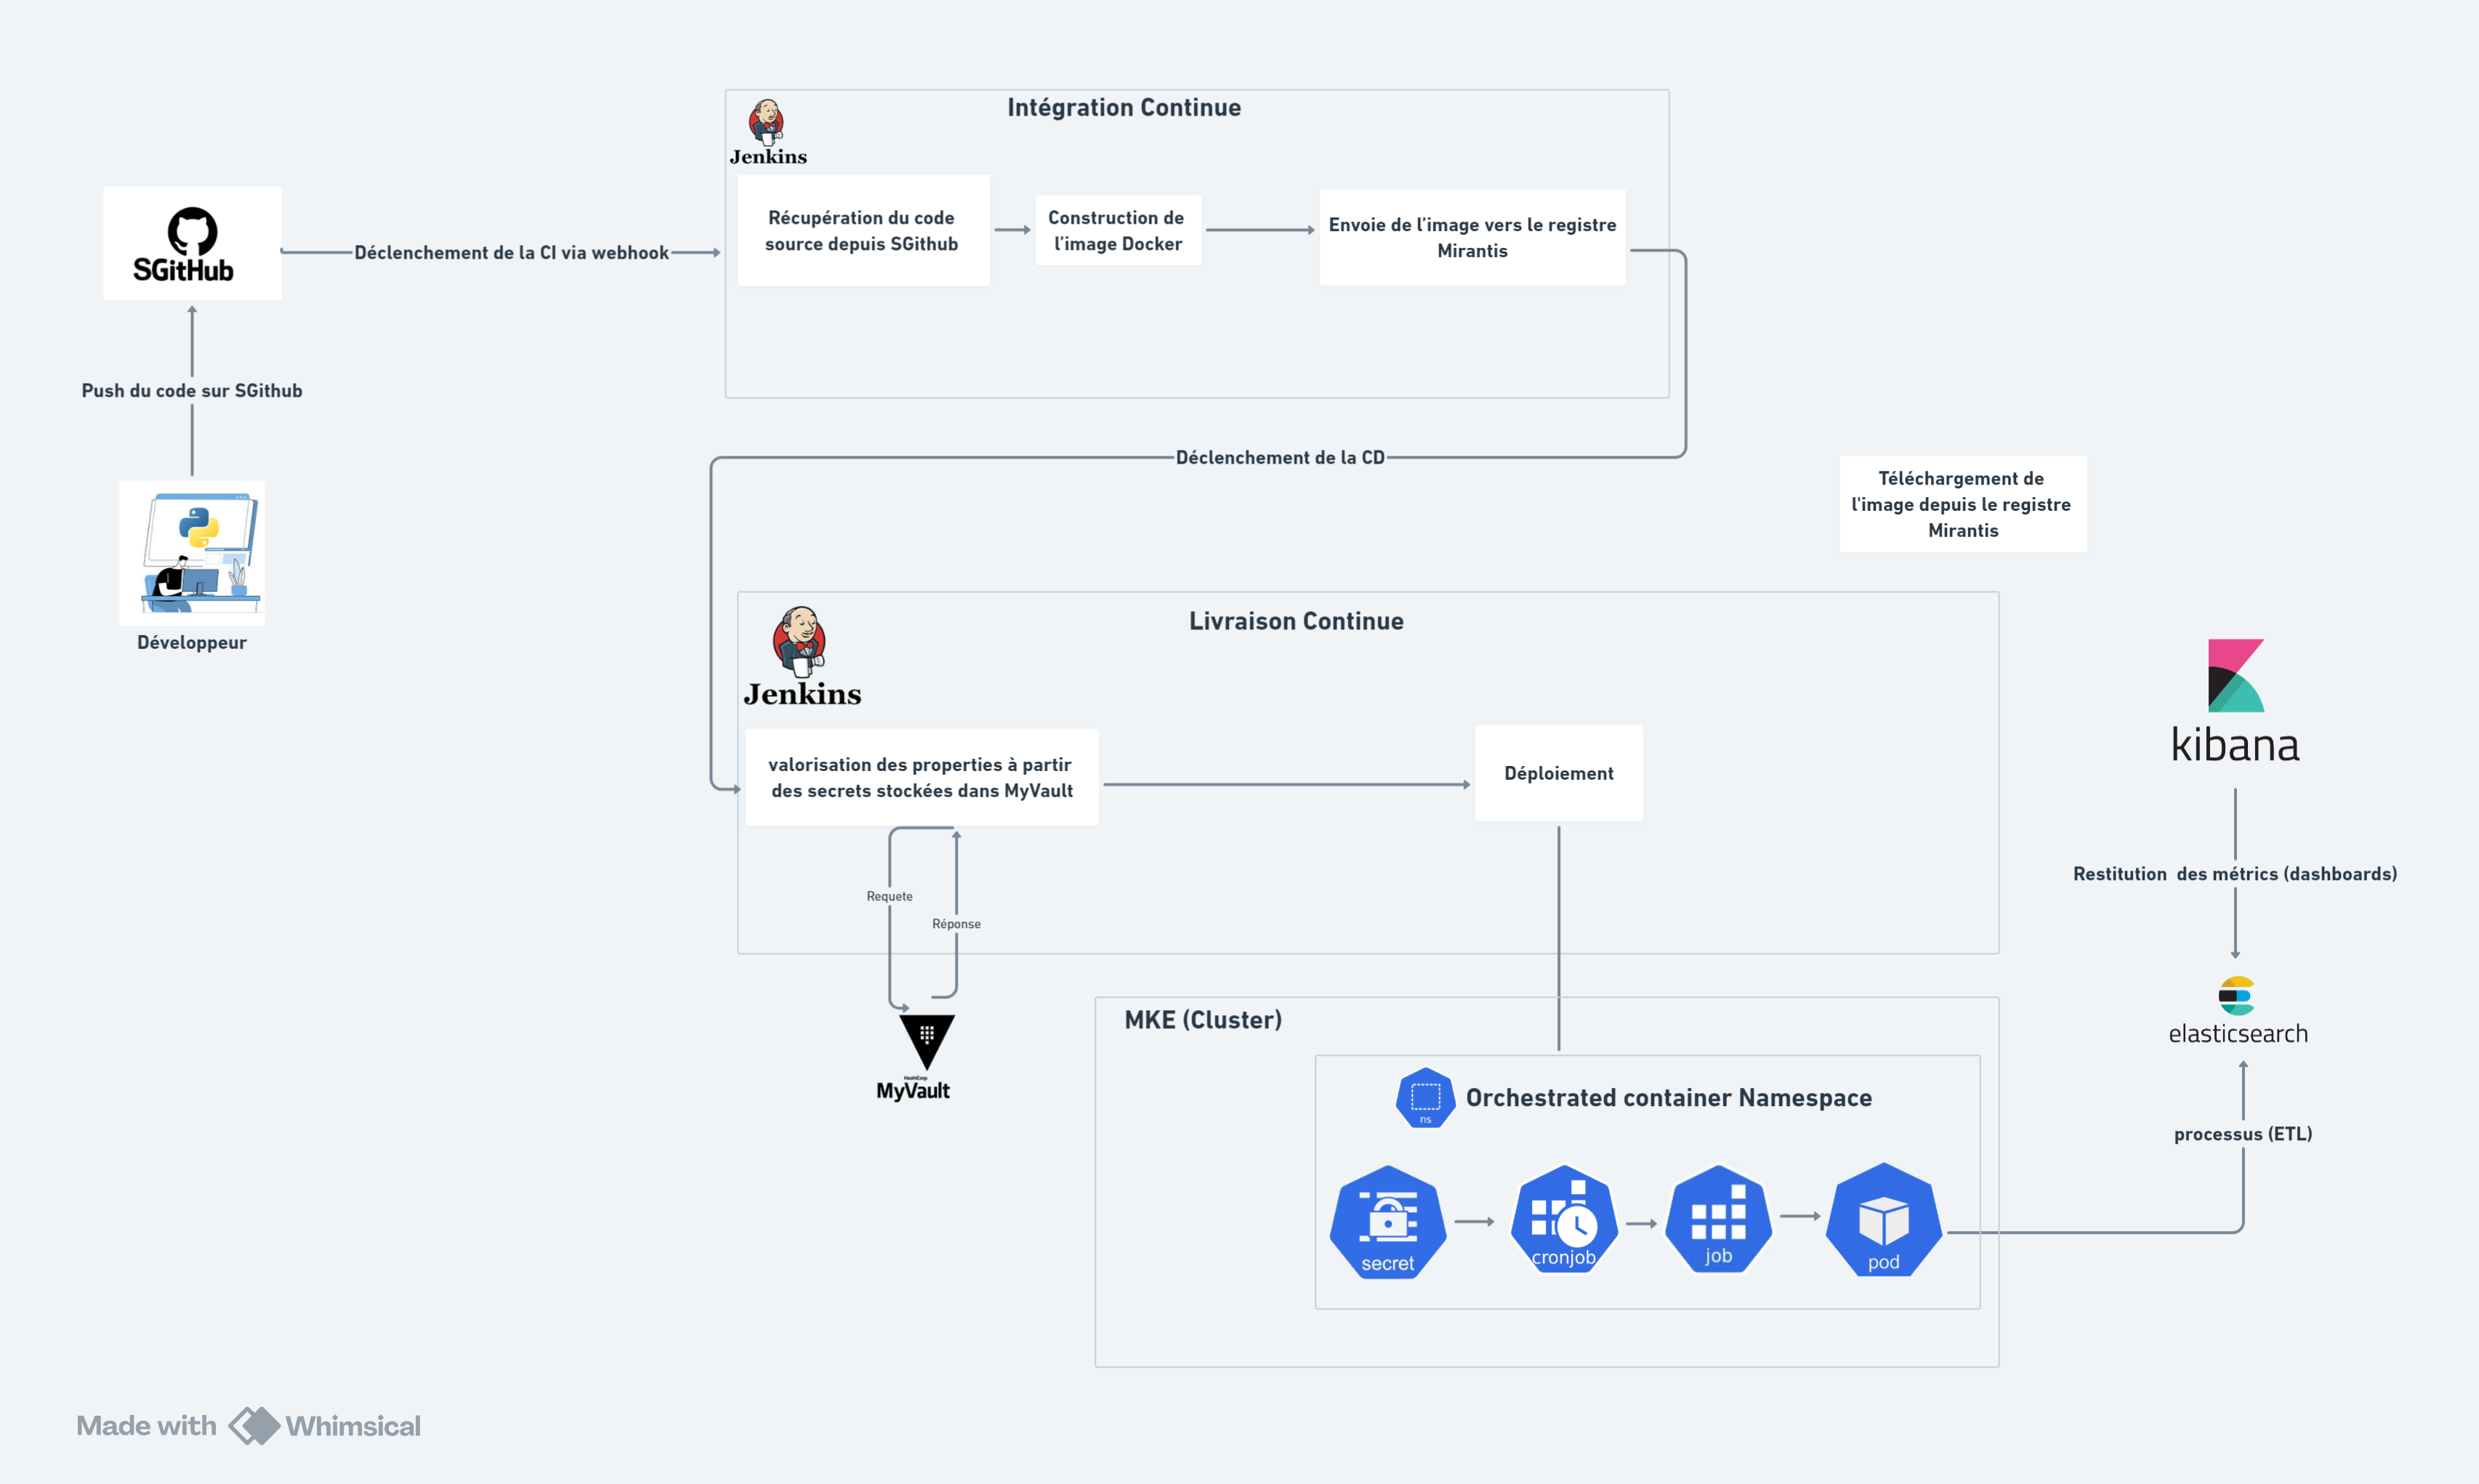 Intégration Continue
Jenkins
Récupération du code
source depuis SGithub
Construction de
l’image Docker
Envoie de l’image vers le registre
Mirantis
SGitHub
Déclenchement de la CI via webhook
Push du code sur SGithub
Développeur
Déclenchement de la CD
Téléchargement de
l'image depuis le registre
Mirantis
Livraison Continue
Jenkins
valorisation des properties à partir
des secrets stockées dans MyVault
Déploiement
Requete
Réponse
HashiCorp
MyVault
kibana
Restitution  des métrics (dashboards)
elasticsearch
processus (ETL)
MKE (Cluster)
ns
Orchestrated container Namespace
secret
cronjob
job
pod
Made with Whimsical